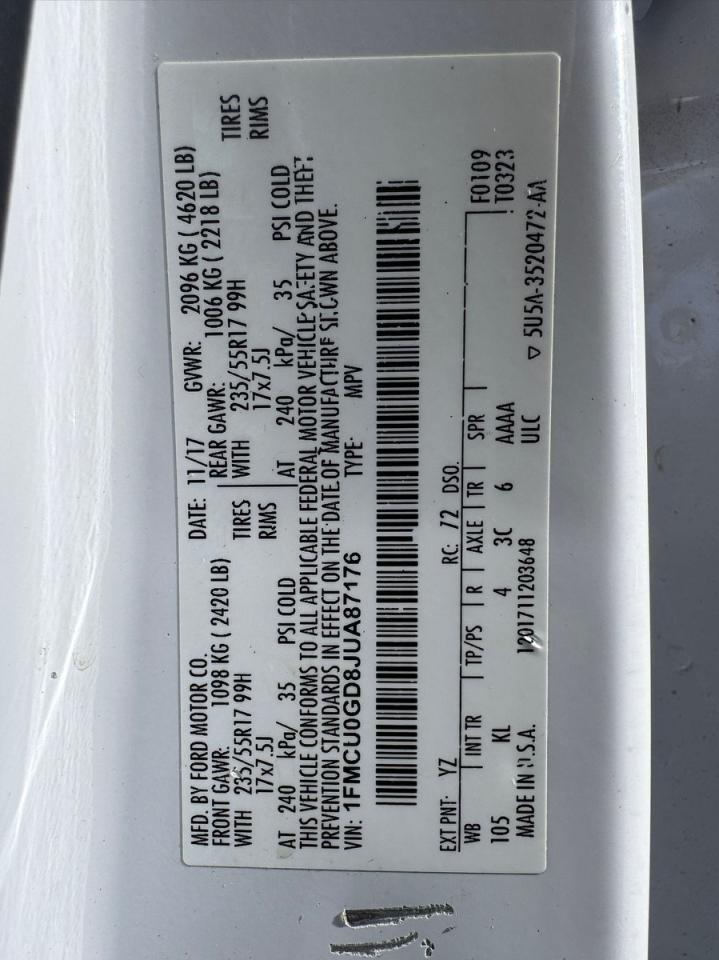 MFD. BY FORD MOTOR CO. DATE: 11/17 GVWR: 2096 KG ( 4620 LB)
FRONT GAWR: 1098 KG ( 2420 LB) REAR GAWR: 1006 KG ( 2218 LB)
WITH 235/55R17 99H TIRES WITH 235/55R17 99H TIRES
17x7.5J RIMS 17x7.5J RIMS
AT 240 kPa/ 35 PSI COLD AT 240 kPa/ 35 PSI COLD
THIS VEHICLE CONFORMS TO ALL APPLICABLE FEDERAL MOTOR VEHICLE SAFETY AND THEFT
PREVENTION STANDARDS IN EFFECT ON THE DATE OF MANUFACTURE SHOWN ABOVE.
VIN: 1FMCU0GD8JUA87176 TYPE: MPV
EXT PNT: YZ RC: 72 DSO: F0109
WB INT TR TP/PS R AXLE TR SPR T0323
105 KL 4 3C 6 AAAA
MADE IN U.S.A. 1201711203648 ULC
▽ 5U5A-3520472-AA